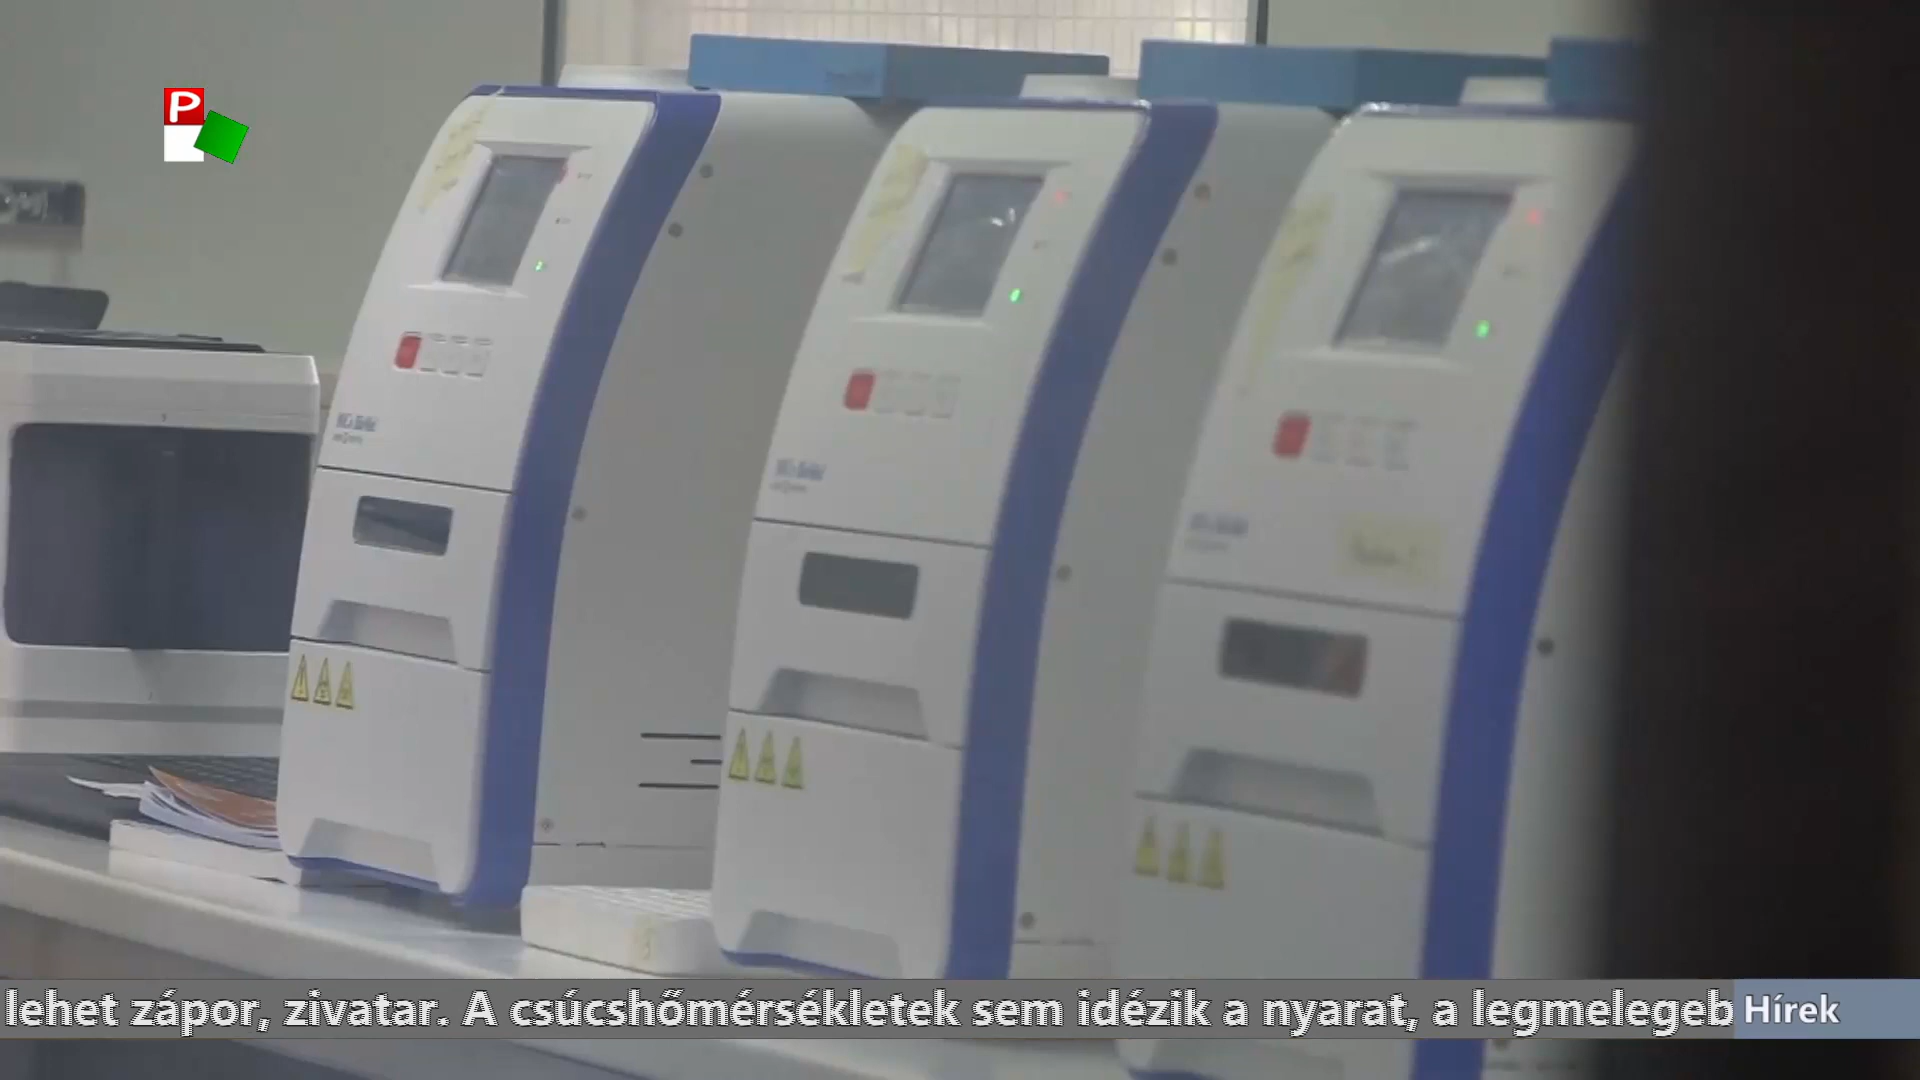 P
lehet zápor, zivatar. A csúcshőmérsékletek sem idézik a nyarat, a legmelegeb
Hírek